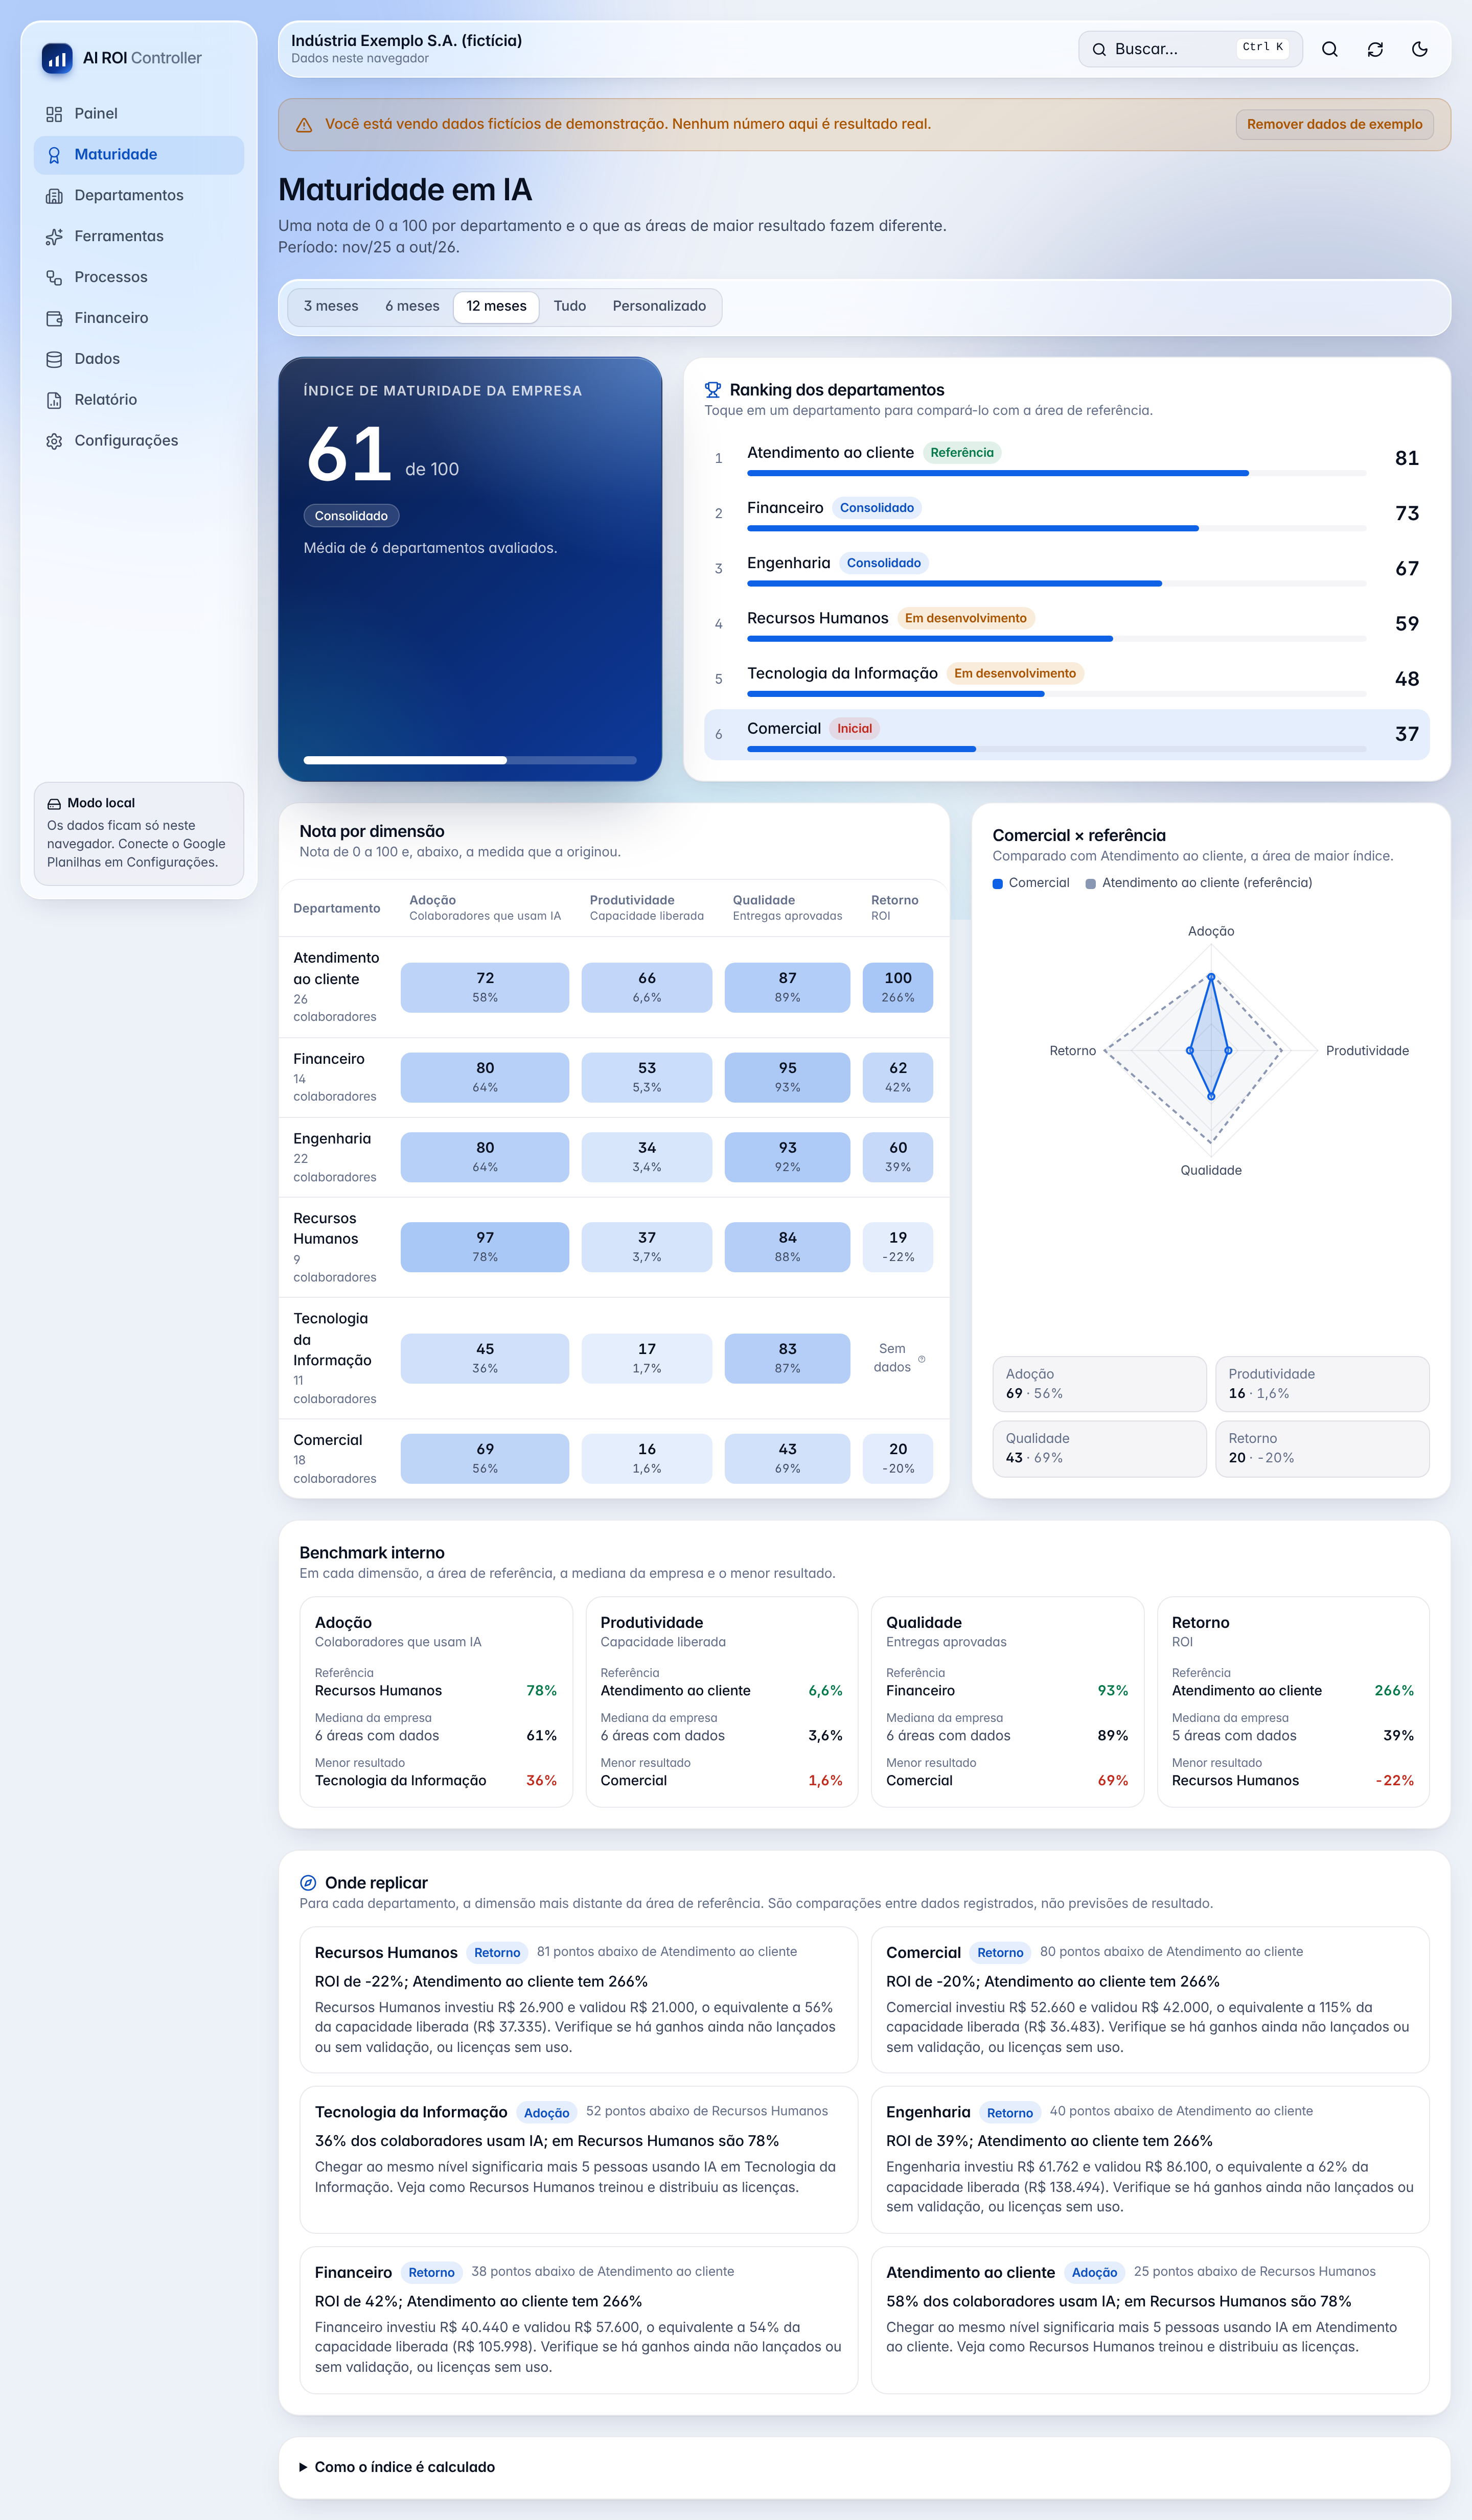 AI ROI Controller
Painel
Maturidade
Departamentos
Ferramentas
Processos
Financeiro
Dados
Relatório
Configurações
Modo local
Os dados ficam só neste
navegador. Conecte o Google
Planilhas em Configurações.
Indústria Exemplo S.A. (fictícia)
Dados neste navegador
Buscar... Ctrl K
Você está vendo dados fictícios de demonstração. Nenhum número aqui é resultado real.
Remover dados de exemplo
Maturidade em IA
Uma nota de 0 a 100 por departamento e o que as áreas de maior resultado fazem diferente.
Período: nov/25 a out/26.
3 meses 6 meses 12 meses Tudo Personalizado
ÍNDICE DE MATURIDADE DA EMPRESA
61 de 100
Consolidado
Média de 6 departamentos avaliados.
Ranking dos departamentos
Toque em um departamento para compará-lo com a área de referência.
1 Atendimento ao cliente Referência 81
2 Financeiro Consolidado 73
3 Engenharia Consolidado 67
4 Recursos Humanos Em desenvolvimento 59
5 Tecnologia da Informação Em desenvolvimento 48
6 Comercial Inicial 37
Nota por dimensão
Nota de 0 a 100 e, abaixo, a medida que a originou.
Departamento
Adoção
Colaboradores que usam IA
Produtividade
Capacidade liberada
Qualidade
Entregas aprovadas
Retorno
ROI
Atendimento
ao cliente
26
colaboradores
72
58%
66
6,6%
87
89%
100
266%
Financeiro
14
colaboradores
80
64%
53
5,3%
95
93%
62
42%
Engenharia
22
colaboradores
80
64%
34
3,4%
93
92%
60
39%
Recursos
Humanos
9
colaboradores
97
78%
37
3,7%
84
88%
19
-22%
Tecnologia
da
Informação
11
colaboradores
45
36%
17
1,7%
83
87%
Sem
dados
Comercial
18
colaboradores
69
56%
16
1,6%
43
69%
20
-20%
Comercial × referência
Comparado com Atendimento ao cliente, a área de maior índice.
Comercial Atendimento ao cliente (referência)
Adoção
Retorno
Produtividade
Qualidade
Adoção
69 · 56%
Produtividade
16 · 1,6%
Qualidade
43 · 69%
Retorno
20 · -20%
Benchmark interno
Em cada dimensão, a área de referência, a mediana da empresa e o menor resultado.
Adoção
Colaboradores que usam IA
Referência
Recursos Humanos 78%
Mediana da empresa
6 áreas com dados 61%
Menor resultado
Tecnologia da Informação 36%
Produtividade
Capacidade liberada
Referência
Atendimento ao cliente 6,6%
Mediana da empresa
6 áreas com dados 3,6%
Menor resultado
Comercial 1,6%
Qualidade
Entregas aprovadas
Referência
Financeiro 93%
Mediana da empresa
6 áreas com dados 89%
Menor resultado
Comercial 69%
Retorno
ROI
Referência
Atendimento ao cliente 266%
Mediana da empresa
5 áreas com dados 39%
Menor resultado
Recursos Humanos -22%
Onde replicar
Para cada departamento, a dimensão mais distante da área de referência. São comparações entre dados registrados, não previsões de resultado.
Recursos Humanos Retorno 81 pontos abaixo de Atendimento ao cliente
ROI de -22%; Atendimento ao cliente tem 266%
Recursos Humanos investiu R$ 26.900 e validou R$ 21.000, o equivalente a 56%
da capacidade liberada (R$ 37.335). Verifique se há ganhos ainda não lançados
ou sem validação, ou licenças sem uso.
Comercial Retorno 80 pontos abaixo de Atendimento ao cliente
ROI de -20%; Atendimento ao cliente tem 266%
Comercial investiu R$ 52.660 e validou R$ 42.000, o equivalente a 115% da
capacidade liberada (R$ 36.483). Verifique se há ganhos ainda não lançados ou
sem validação, ou licenças sem uso.
Tecnologia da Informação Adoção 52 pontos abaixo de Recursos Humanos
36% dos colaboradores usam IA; em Recursos Humanos são 78%
Chegar ao mesmo nível significaria mais 5 pessoas usando IA em Tecnologia da
Informação. Veja como Recursos Humanos treinou e distribuiu as licenças.
Engenharia Retorno 40 pontos abaixo de Atendimento ao cliente
ROI de 39%; Atendimento ao cliente tem 266%
Engenharia investiu R$ 61.762 e validou R$ 86.100, o equivalente a 62% da
capacidade liberada (R$ 138.494). Verifique se há ganhos ainda não lançados ou
sem validação, ou licenças sem uso.
Financeiro Retorno 38 pontos abaixo de Atendimento ao cliente
ROI de 42%; Atendimento ao cliente tem 266%
Financeiro investiu R$ 40.440 e validou R$ 57.600, o equivalente a 54% da
capacidade liberada (R$ 105.998). Verifique se há ganhos ainda não lançados ou
sem validação, ou licenças sem uso.
Atendimento ao cliente Adoção 25 pontos abaixo de Recursos Humanos
58% dos colaboradores usam IA; em Recursos Humanos são 78%
Chegar ao mesmo nível significaria mais 5 pessoas usando IA em Atendimento
ao cliente. Veja como Recursos Humanos treinou e distribuiu as licenças.
Como o índice é calculado